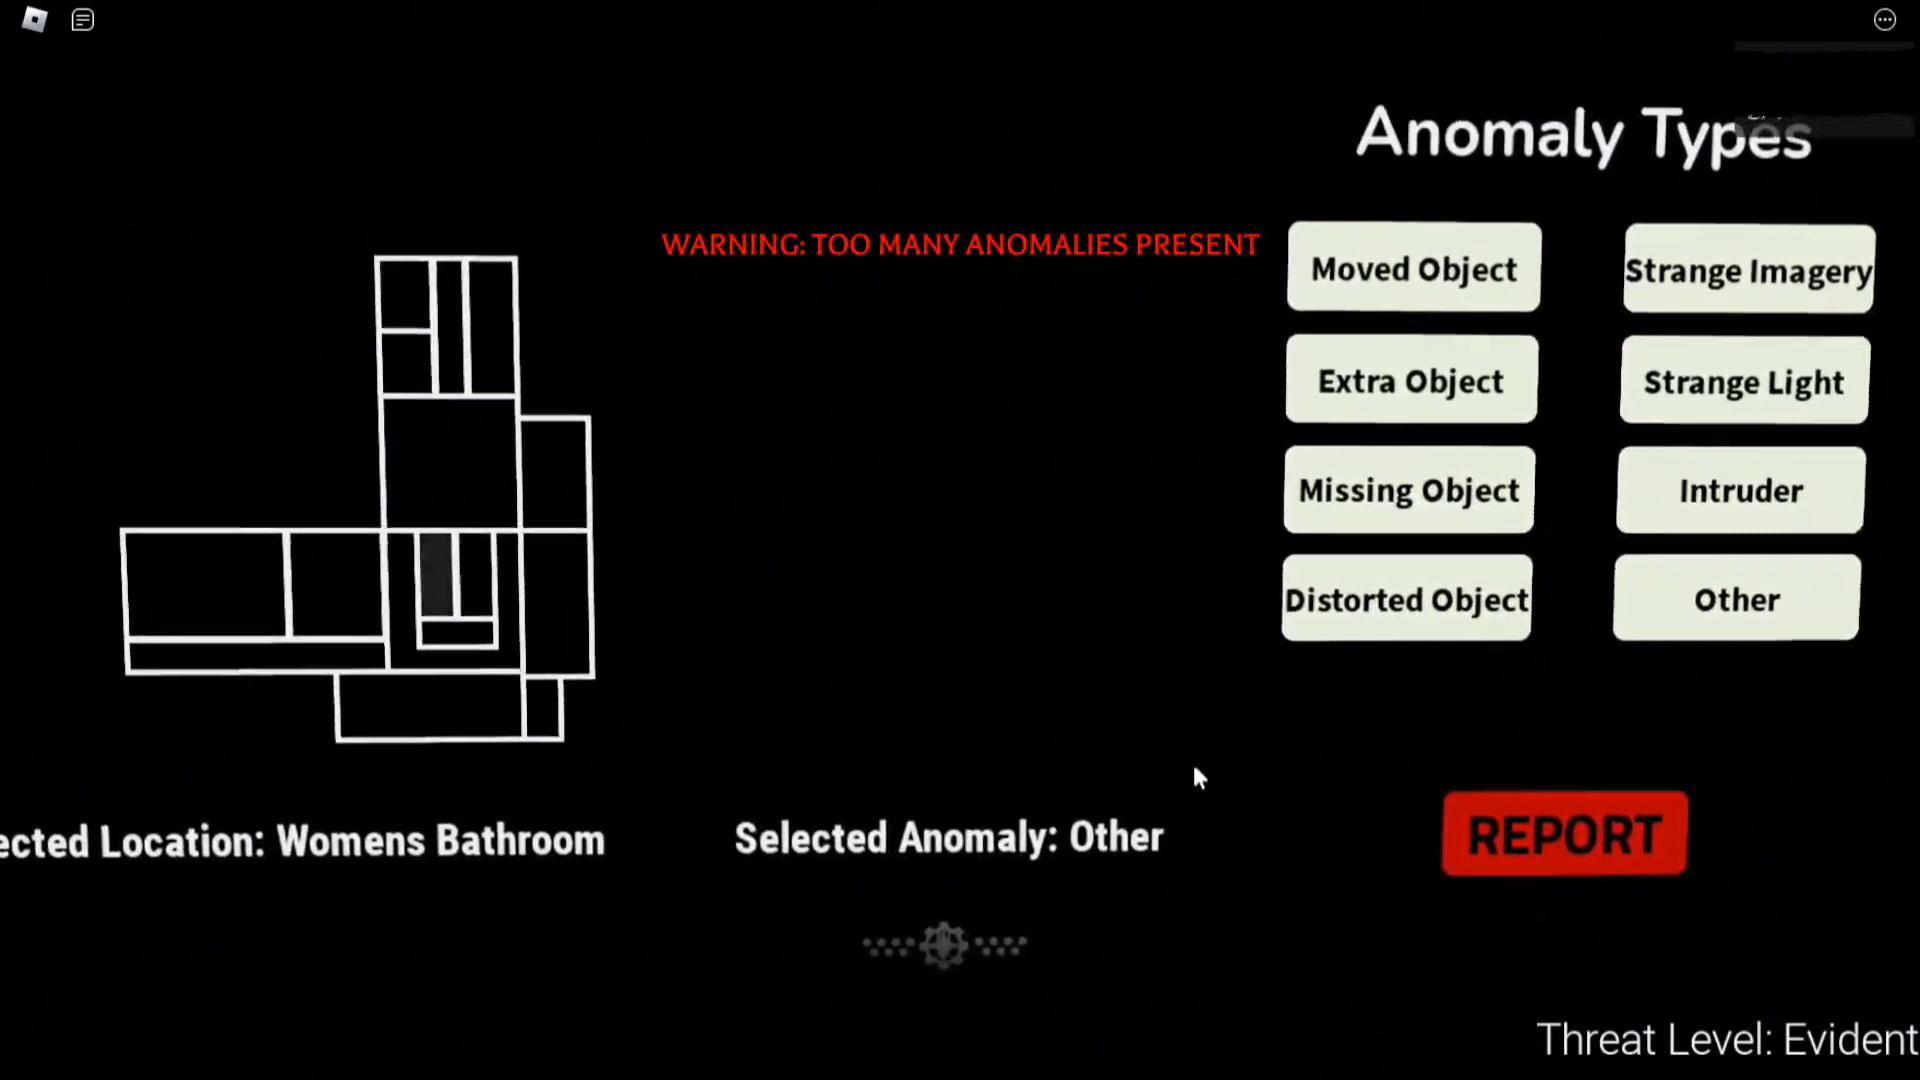 Anomaly Types
WARNING: TOO MANY ANOMALIES PRESENT
Moved Object
Strange Imagery
Extra Object
Strange Light
Missing Object
Intruder
Distorted Object
Other
ected Location: Womens Bathroom
Selected Anomaly: Other
REPORT
Threat Level: Evident